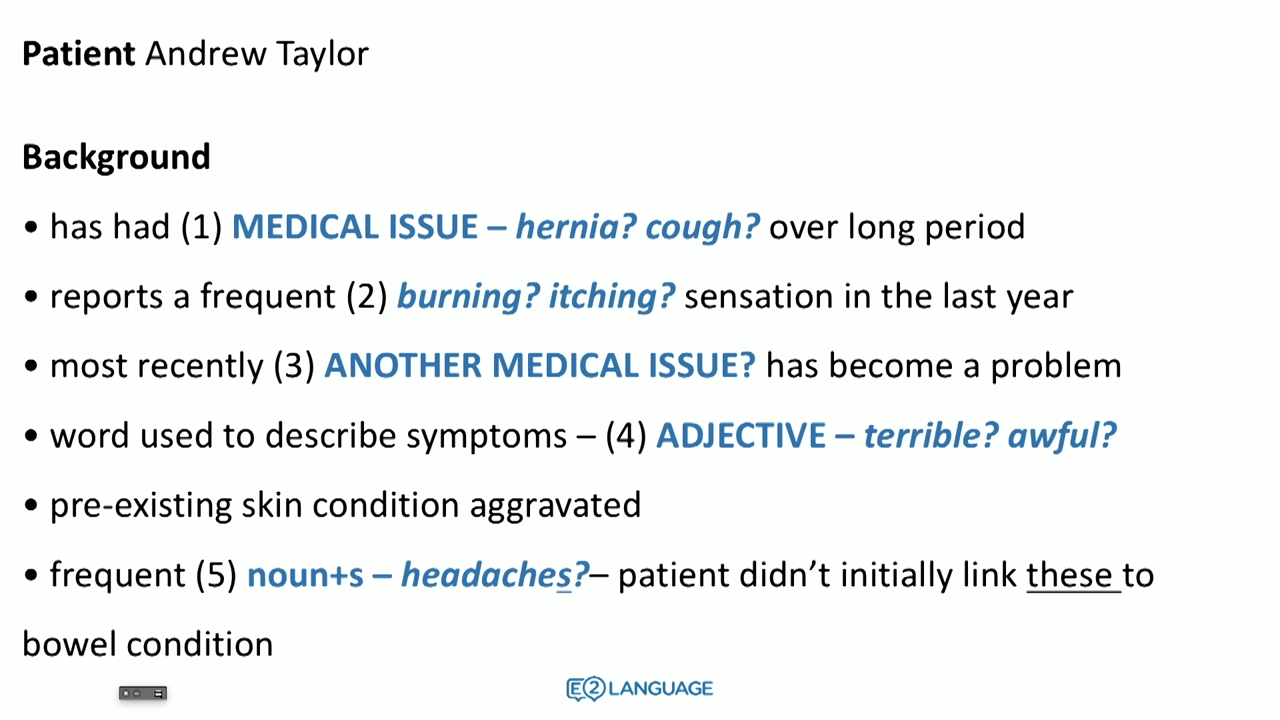 Patient Andrew Taylor
Background
• has had (1) MEDICAL ISSUE – hernia? cough? over long period
• reports a frequent (2) burning? itching? sensation in the last year
• most recently (3) ANOTHER MEDICAL ISSUE? has become a problem
• word used to describe symptoms – (4) ADJECTIVE – terrible? awful?
• pre-existing skin condition aggravated
• frequent (5) noun+s – headaches?– patient didn't initially link these to
bowel condition
E2 LANGUAGE